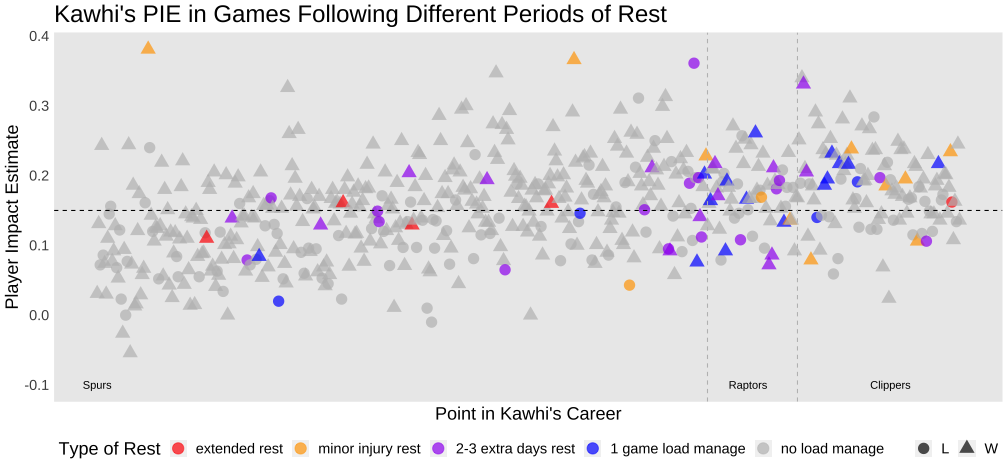 Kawhi's PIE in Games Following Different Periods of Rest
Player Impact Estimate
0.4
0.3
0.2
0.1
0.0
-0.1
Spurs
Raptors
Clippers
Point in Kawhi's Career
Type of Rest extended rest minor injury rest 2-3 extra days rest 1 game load manage no load manage L W